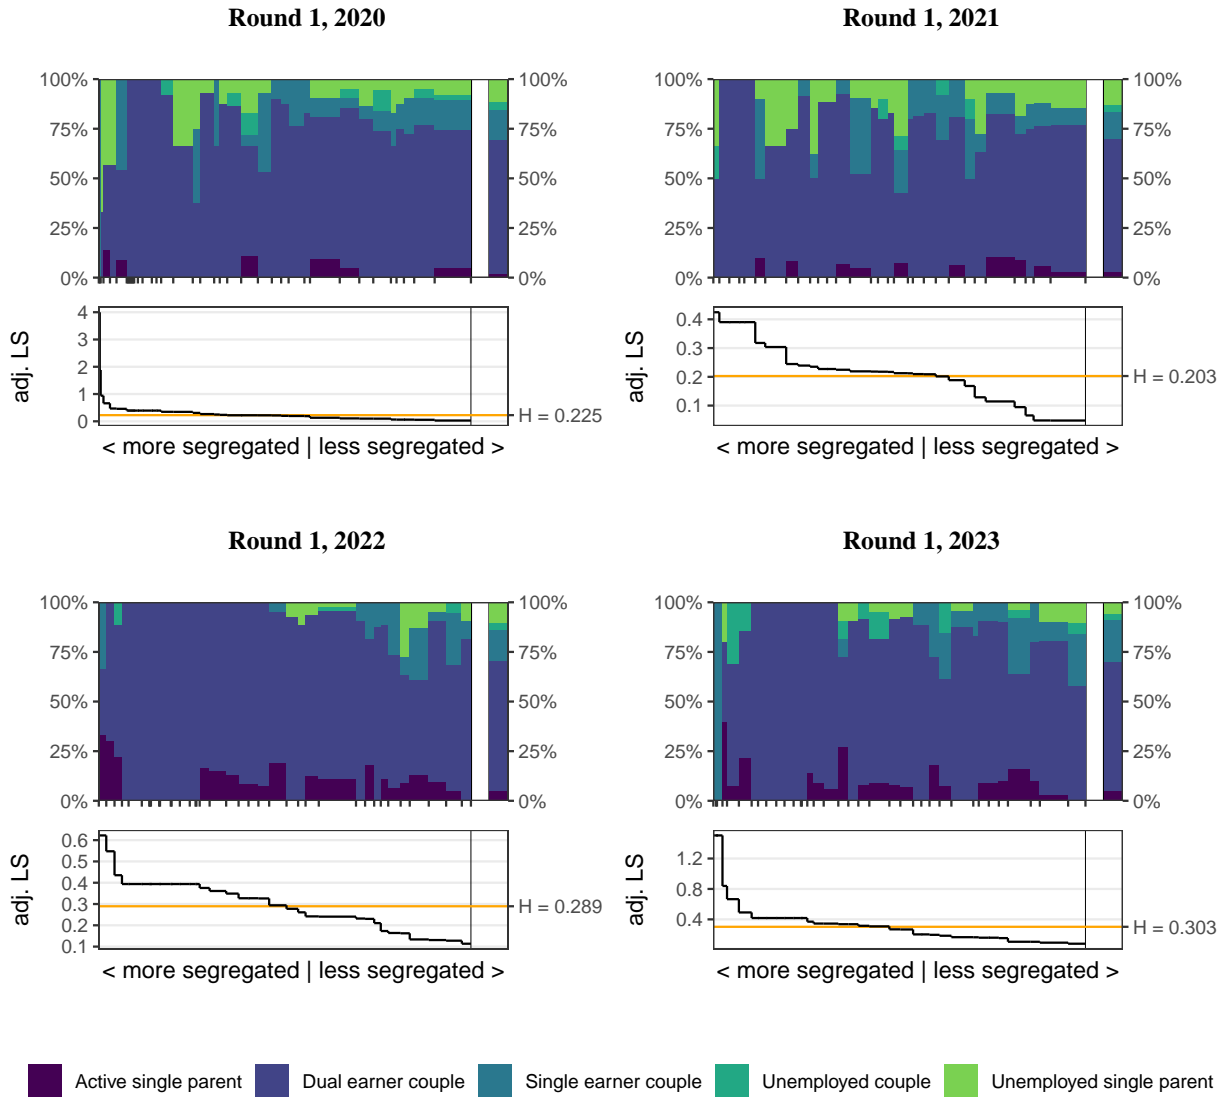 Round 1, 2020
100%
75%
50%
25%
0%
100%
75%
50%
25%
0%
adj. LS
4
3
2
1
0
H = 0.225
< more segregated | less segregated >
Round 1, 2021
100%
75%
50%
25%
0%
100%
75%
50%
25%
0%
adj. LS
0.4
0.3
0.2
0.1
H = 0.203
< more segregated | less segregated >
Round 1, 2022
100%
75%
50%
25%
0%
100%
75%
50%
25%
0%
adj. LS
0.6
0.5
0.4
0.3
0.2
0.1
H = 0.289
< more segregated | less segregated >
Round 1, 2023
100%
75%
50%
25%
0%
100%
75%
50%
25%
0%
adj. LS
1.2
0.8
0.4
H = 0.303
< more segregated | less segregated >
Active single parent
Dual earner couple
Single earner couple
Unemployed couple
Unemployed single parent